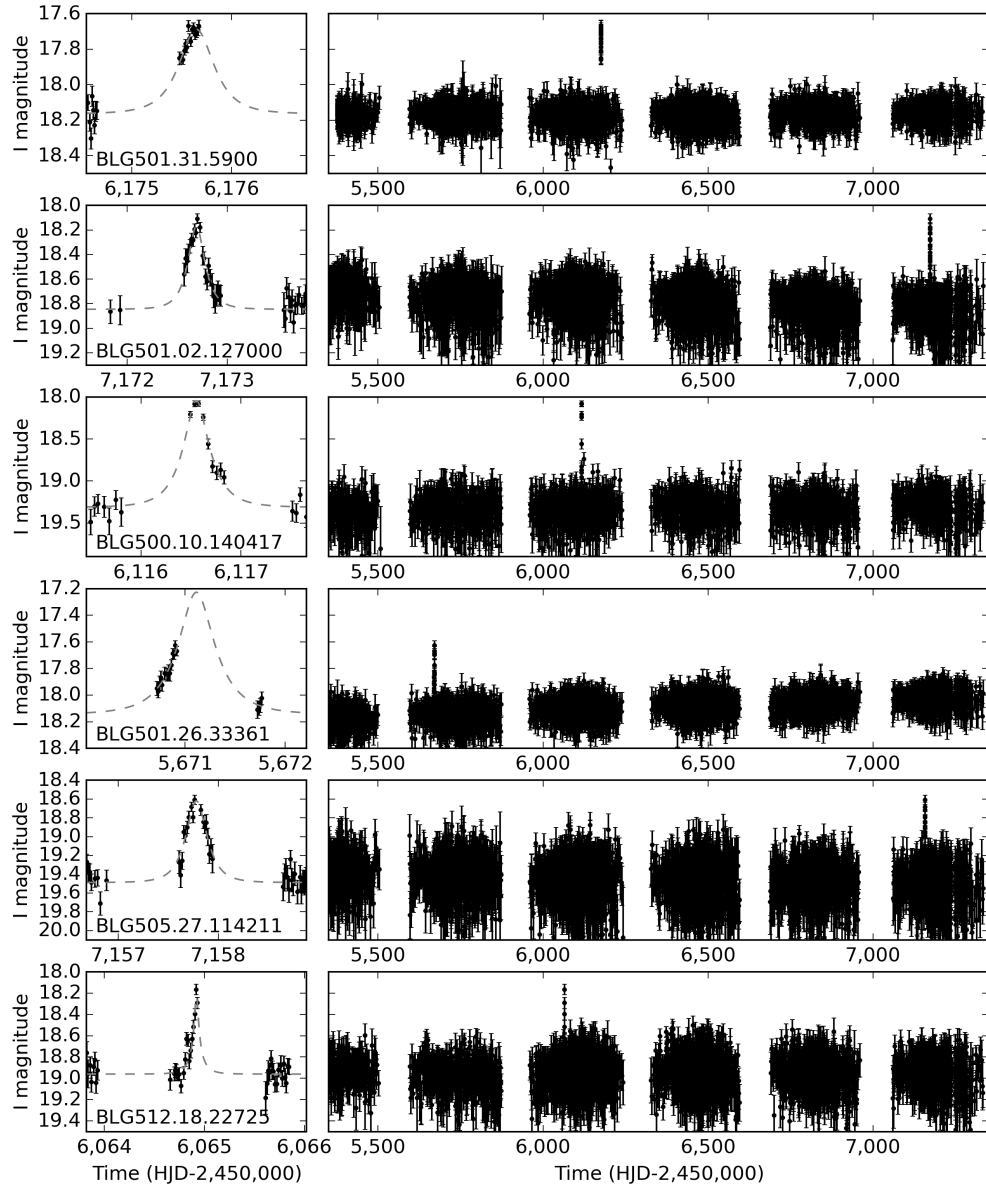 17.6
17.8
18.0
18.2
18.4
I magnitude
BLG501.31.5900
6,175 6,176
5,500 6,000 6,500 7,000
18.0
18.2
18.4
18.6
18.8
19.0
19.2
I magnitude
BLG501.02.127000
7,172 7,173
5,500 6,000 6,500 7,000
18.0
18.5
19.0
19.5
I magnitude
BLG500.10.140417
6,116 6,117
5,500 6,000 6,500 7,000
17.2
17.4
17.6
17.8
18.0
18.2
18.4
I magnitude
BLG501.26.33361
5,671 5,672
5,500 6,000 6,500 7,000
18.4
18.6
18.8
19.0
19.2
19.4
19.6
19.8
20.0
I magnitude
BLG505.27.114211
7,157 7,158
5,500 6,000 6,500 7,000
18.0
18.2
18.4
18.6
18.8
19.0
19.2
19.4
I magnitude
BLG512.18.22725
6,064 6,065 6,066
5,500 6,000 6,500 7,000
Time (HJD-2,450,000) Time (HJD-2,450,000)